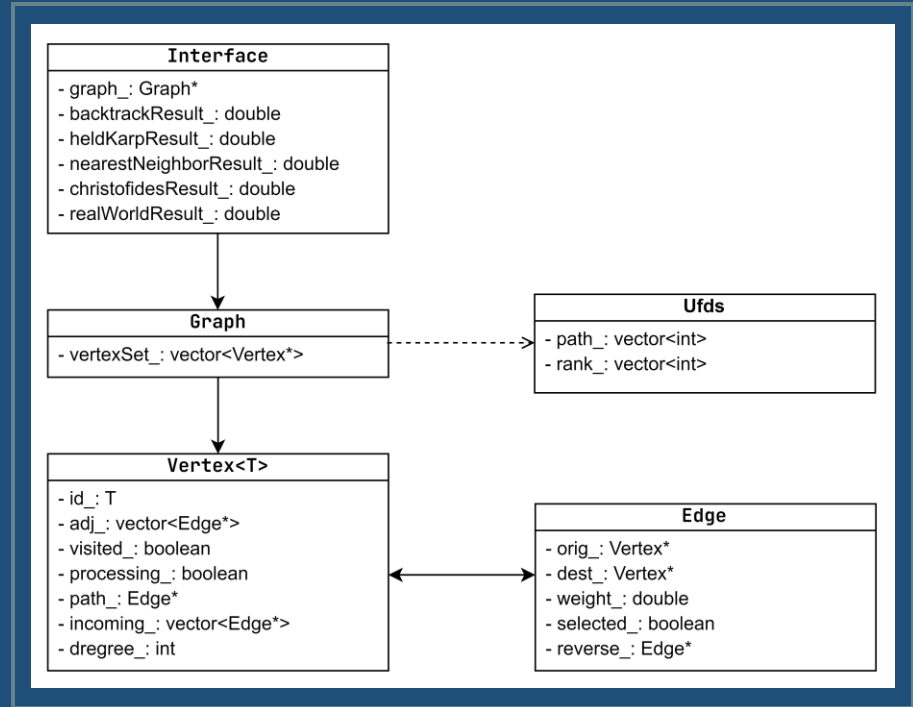 Interface
- graph_: Graph*
- backtrackResult_: double
- heldKarpResult_: double
- nearestNeighborResult_: double
- christofidesResult_: double
- realWorldResult_: double
Graph
- vertexSet_: vector<Vertex*>
Ufds
- path_: vector<int>
- rank_: vector<int>
Vertex<T>
- id_: T
- adj_: vector<Edge*>
- visited_: boolean
- processing_: boolean
- path_: Edge*
- incoming_: vector<Edge*>
- dregree_: int
Edge
- orig_: Vertex*
- dest_: Vertex*
- weight_: double
- selected_: boolean
- reverse_: Edge*